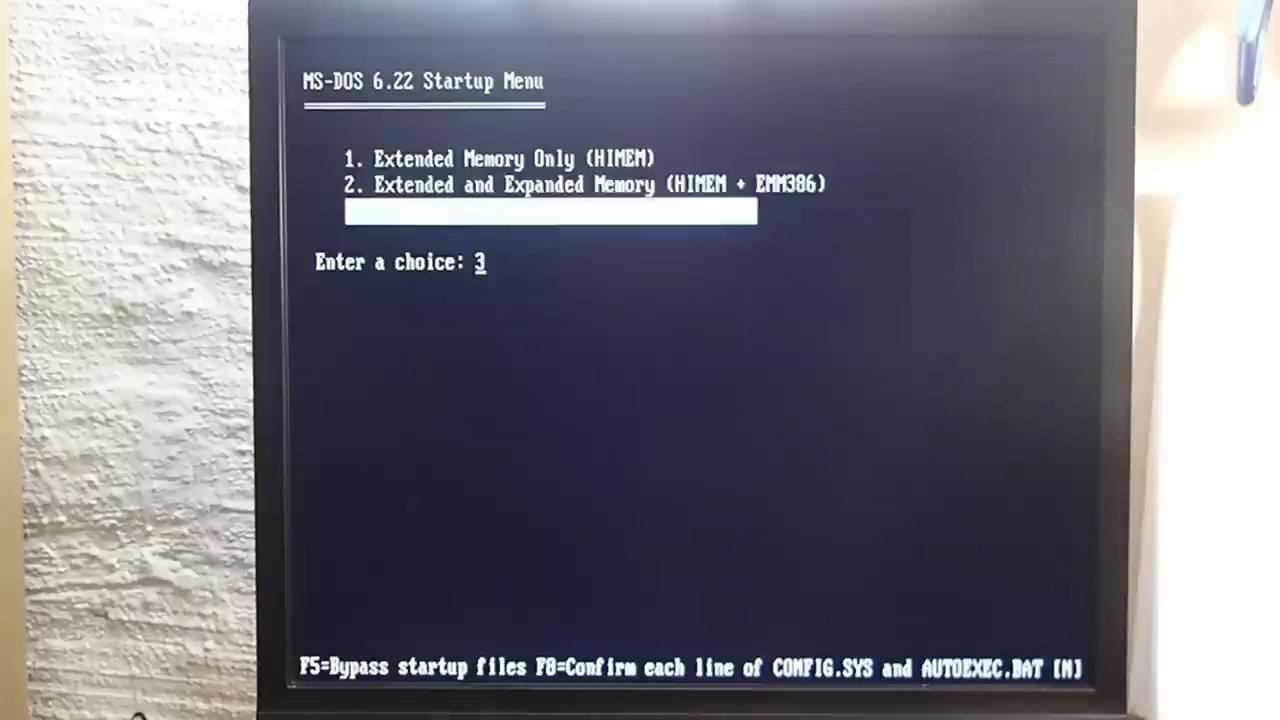 MS-DOS 6.22 Startup Menu
1. Extended Memory Only (HIMEM)
2. Extended and Expanded Memory (HIMEM + EMM386)
Enter a choice: 3
F5=Bypass startup files F8=Confirm each line of CONFIG.SYS and AUTOEXEC.BAT [N]